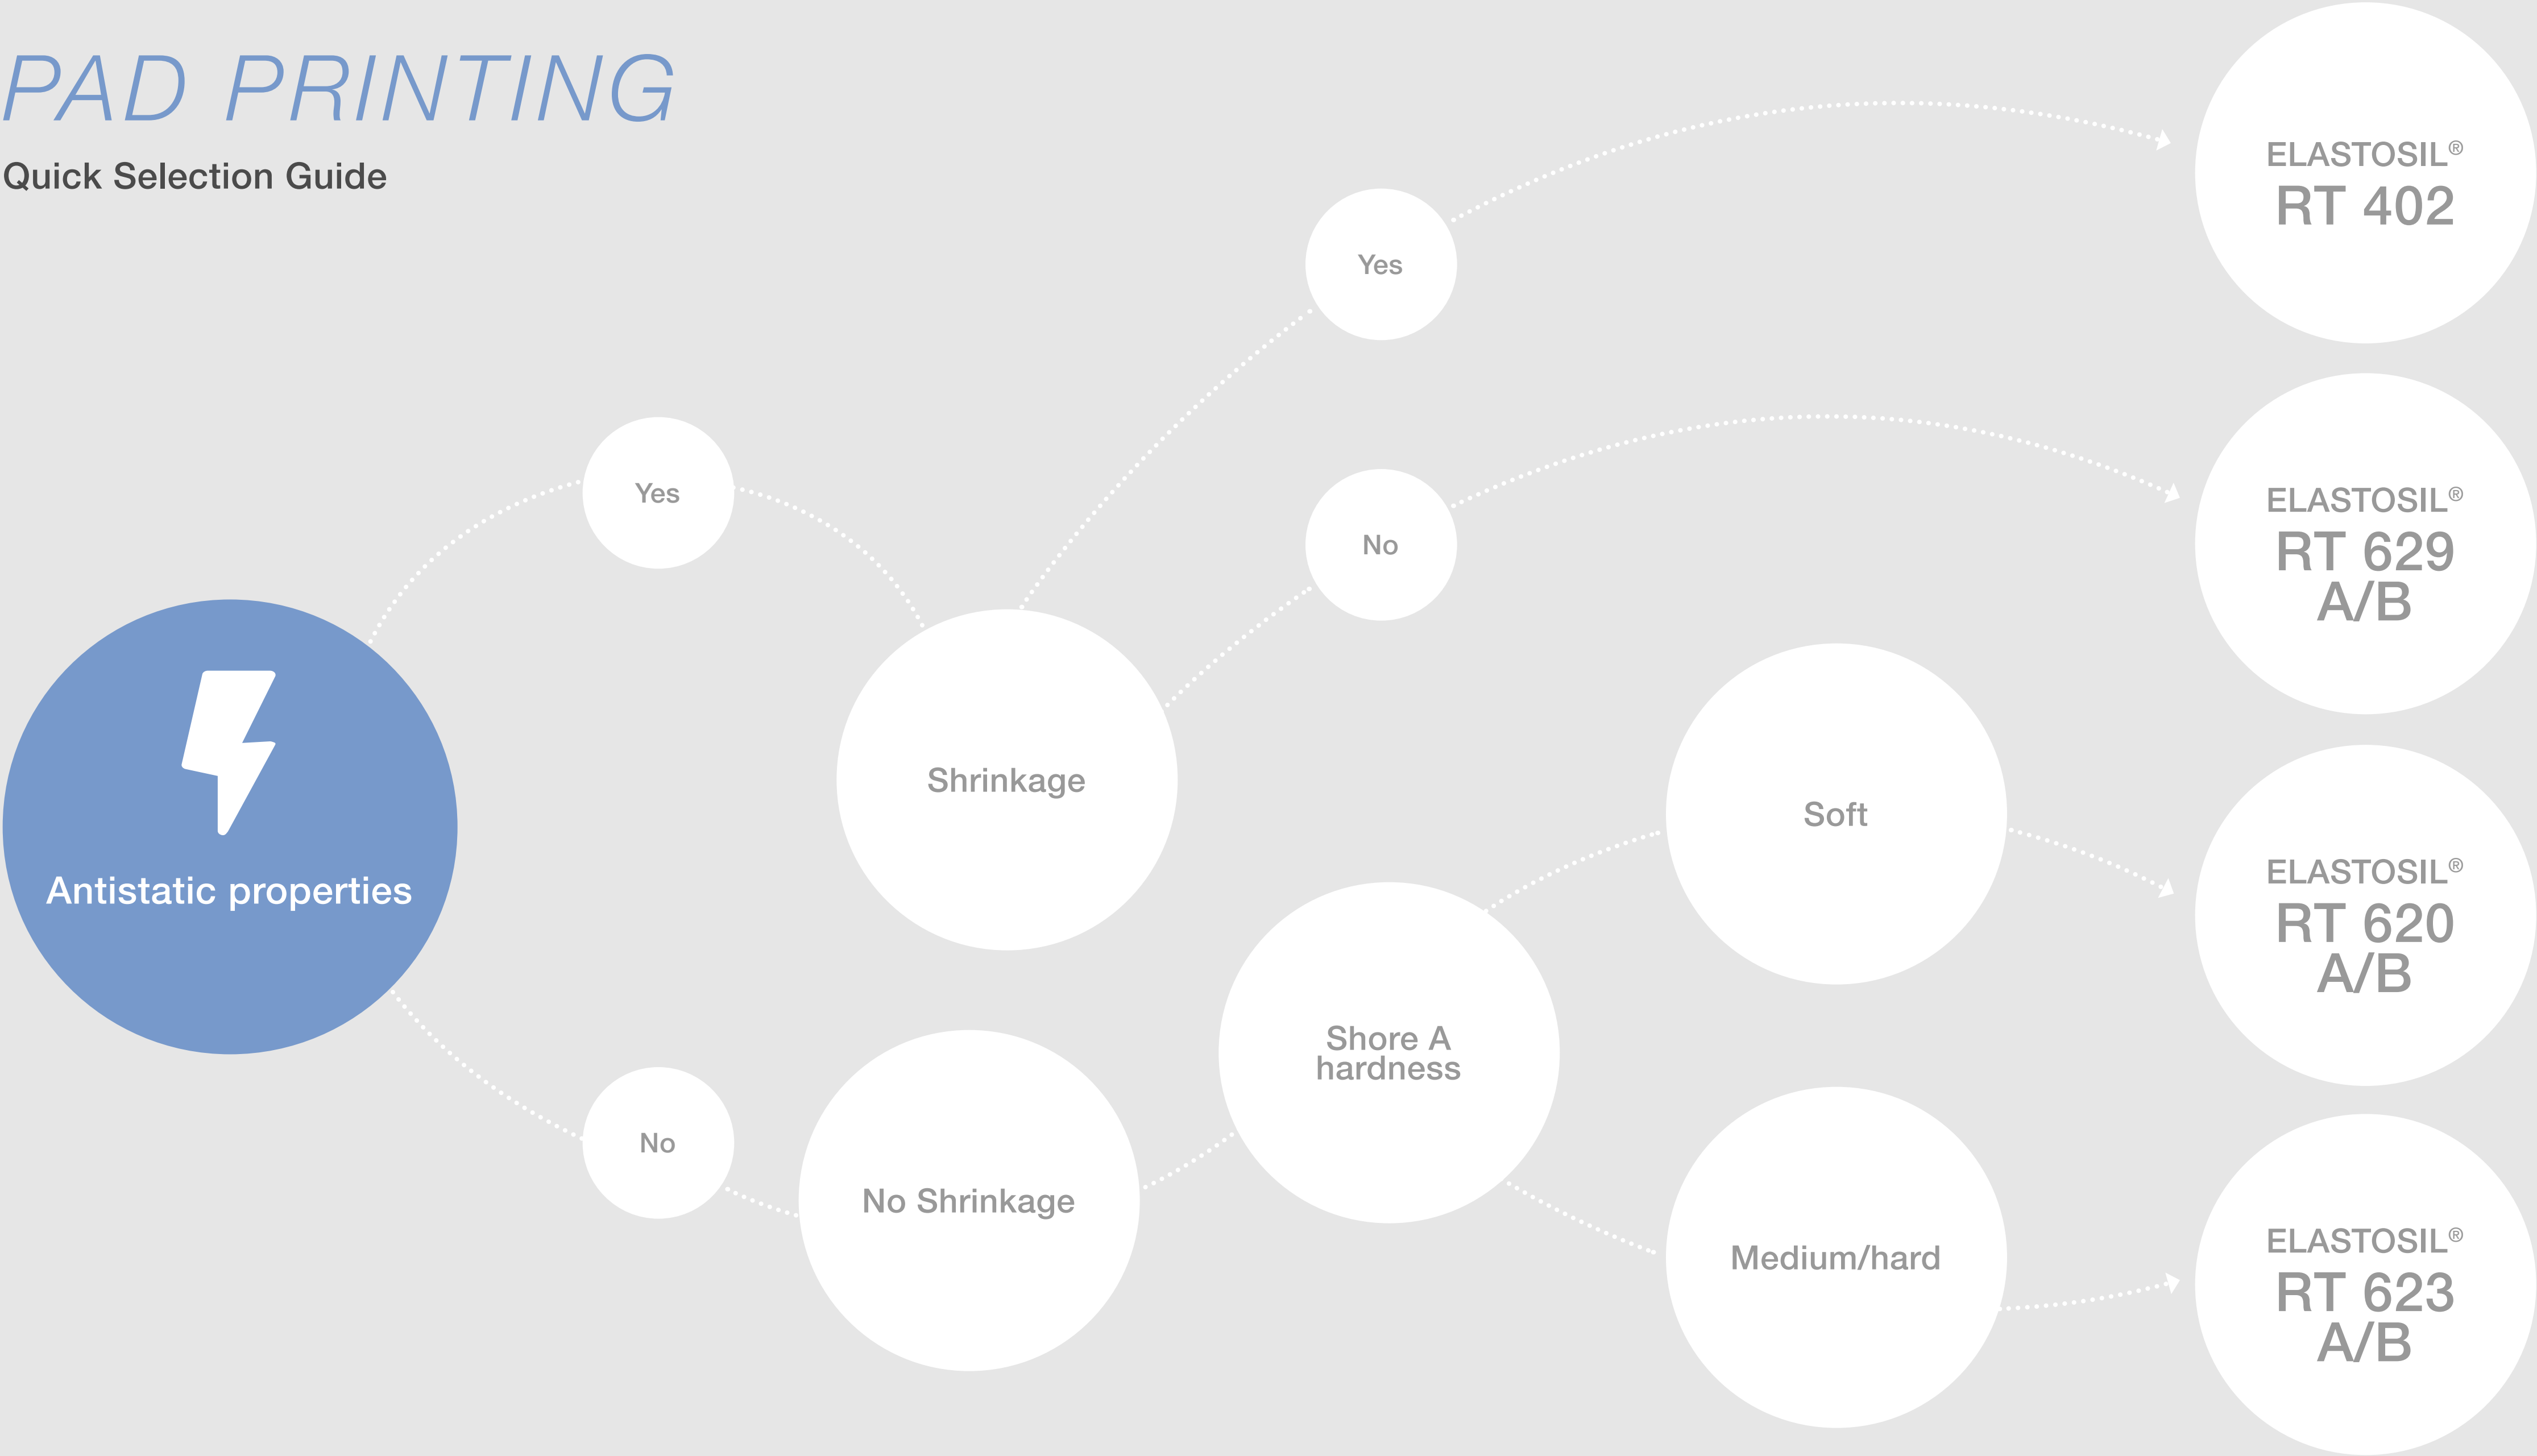 PAD PRINTING
Quick Selection Guide
Antistatic properties
Yes
No
Shrinkage
No Shrinkage
Yes
No
Shore A
hardness
Soft
Medium/hard
ELASTOSIL®
RT 402
ELASTOSIL®
RT 629
A/B
ELASTOSIL®
RT 620
A/B
ELASTOSIL®
RT 623
A/B